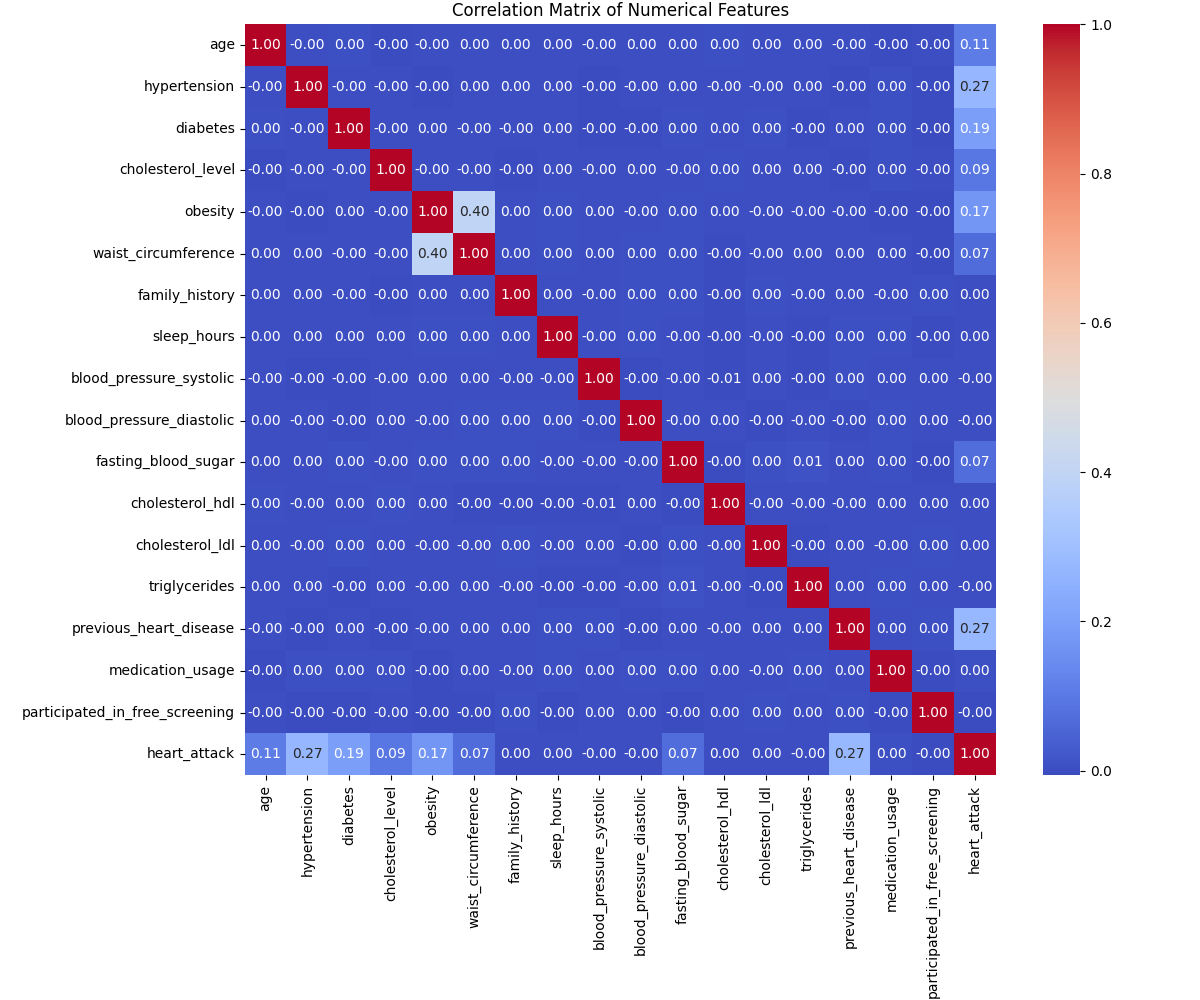 Correlation Matrix of Numerical Features
age 1.00 -0.00 0.00 -0.00 -0.00 0.00 0.00 0.00 -0.00 0.00 0.00 0.00 0.00 0.00 -0.00 -0.00 -0.00 0.11
hypertension -0.00 1.00 -0.00 -0.00 -0.00 0.00 0.00 0.00 -0.00 -0.00 0.00 -0.00 -0.00 0.00 -0.00 0.00 -0.00 0.27
diabetes 0.00 -0.00 1.00 -0.00 0.00 -0.00 -0.00 0.00 -0.00 0.00 0.00 0.00 0.00 -0.00 0.00 0.00 -0.00 0.19
cholesterol_level -0.00 -0.00 -0.00 1.00 -0.00 -0.00 -0.00 0.00 -0.00 0.00 -0.00 0.00 -0.00 0.00 -0.00 0.00 -0.00 0.09
obesity -0.00 -0.00 0.00 -0.00 1.00 0.40 0.00 0.00 0.00 0.00 0.00 0.00 0.00 -0.00 -0.00 -0.00 -0.00 0.17
waist_circumference 0.00 0.00 -0.00 -0.00 0.40 1.00 0.00 0.00 0.00 -0.00 0.00 -0.00 -0.00 -0.00 0.00 0.00 -0.00 0.07
family_history 0.00 0.00 -0.00 -0.00 0.00 0.00 1.00 0.00 -0.00 0.00 -0.00 0.00 0.00 -0.00 0.00 -0.00 0.00 0.00
sleep_hours 0.00 0.00 0.00 0.00 0.00 0.00 0.00 1.00 -0.00 0.00 -0.00 -0.00 0.00 -0.00 0.00 0.00 -0.00 0.00
blood_pressure_systolic -0.00 -0.00 -0.00 -0.00 0.00 0.00 -0.00 -0.00 1.00 -0.00 -0.00 -0.01 0.00 -0.00 0.00 0.00 0.00 -0.00
blood_pressure_diastolic 0.00 -0.00 0.00 0.00 0.00 -0.00 0.00 0.00 -0.00 1.00 -0.00 -0.00 0.00 -0.00 -0.00 0.00 -0.00 -0.00
fasting_blood_sugar 0.00 0.00 0.00 -0.00 0.00 0.00 -0.00 -0.00 -0.00 -0.00 1.00 -0.00 0.00 0.01 0.00 0.00 -0.00 0.07
cholesterol_hdl 0.00 -0.00 0.00 0.00 0.00 -0.00 0.00 -0.00 -0.01 -0.00 -0.00 1.00 -0.00 -0.00 -0.00 0.00 0.00 0.00
cholesterol_ldl 0.00 -0.00 0.00 -0.00 0.00 -0.00 0.00 0.00 0.00 0.00 0.00 -0.00 1.00 -0.00 0.00 -0.00 0.00 0.00
triglycerides 0.00 0.00 -0.00 0.00 -0.00 -0.00 -0.00 -0.00 -0.00 -0.00 0.01 -0.00 -0.00 1.00 0.00 0.00 0.00 -0.00
previous_heart_disease -0.00 -0.00 0.00 -0.00 -0.00 0.00 0.00 0.00 0.00 -0.00 0.00 -0.00 0.00 0.00 1.00 0.00 0.00 0.27
medication_usage -0.00 0.00 0.00 0.00 -0.00 0.00 -0.00 0.00 0.00 0.00 0.00 0.00 -0.00 0.00 0.00 1.00 -0.00 0.00
participated_in_free_screening -0.00 -0.00 -0.00 -0.00 -0.00 -0.00 0.00 -0.00 0.00 -0.00 -0.00 0.00 0.00 0.00 0.00 -0.00 1.00 -0.00
heart_attack 0.11 0.27 0.19 0.09 0.17 0.07 0.00 0.00 -0.00 -0.00 0.07 0.00 0.00 -0.00 0.27 0.00 -0.00 1.00
age
hypertension
diabetes
cholesterol_level
obesity
waist_circumference
family_history
sleep_hours
blood_pressure_systolic
blood_pressure_diastolic
fasting_blood_sugar
cholesterol_hdl
cholesterol_ldl
triglycerides
previous_heart_disease
medication_usage
participated_in_free_screening
heart_attack
1.0
0.8
0.6
0.4
0.2
0.0